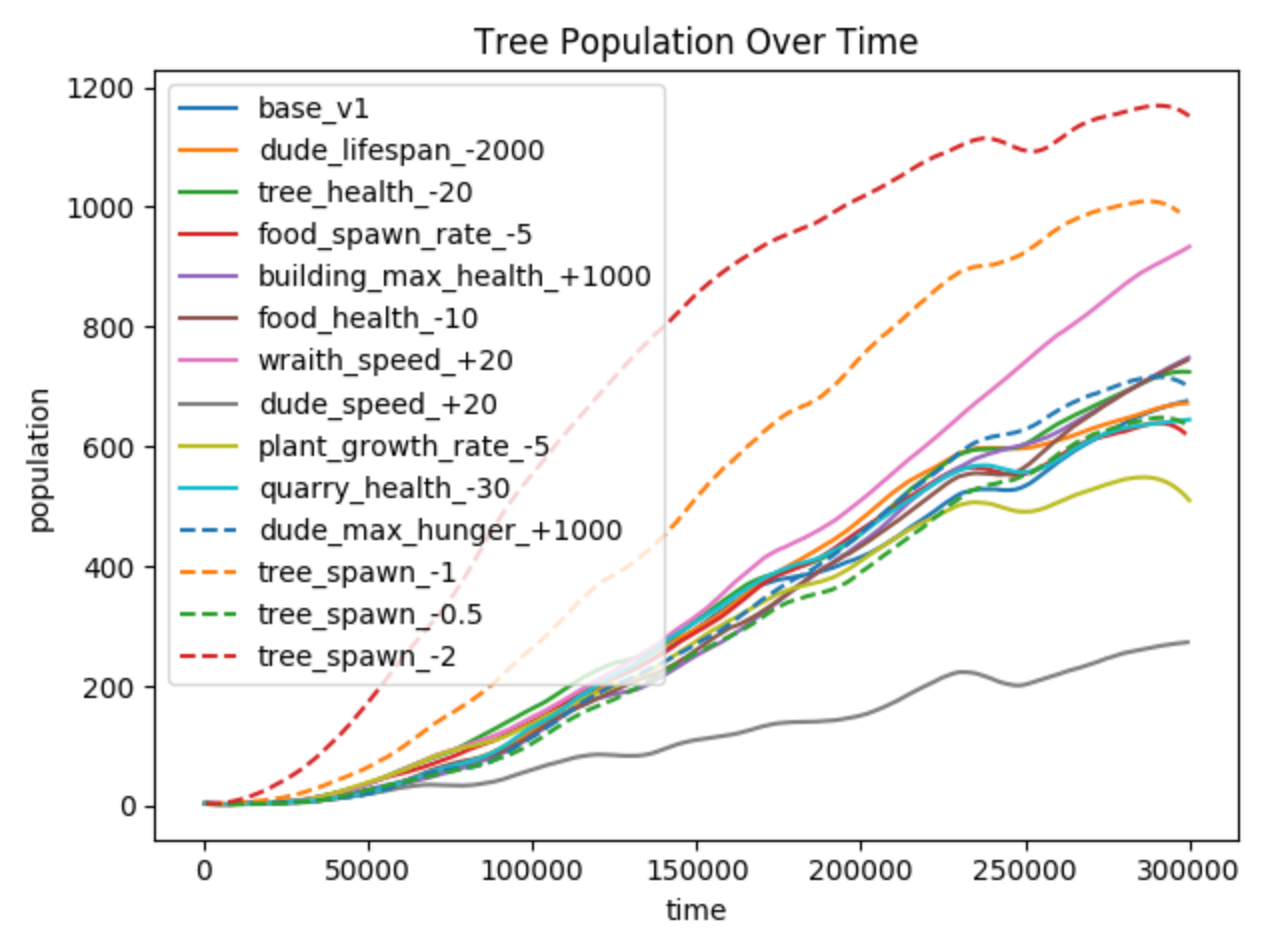 Tree Population Over Time
1200
1000
800
600
400
200
0
population
base_v1
dude_lifespan_-2000
tree_health_-20
food_spawn_rate_-5
building_max_health_+1000
food_health_-10
wraith_speed_+20
dude_speed_+20
plant_growth_rate_-5
quarry_health_-30
dude_max_hunger_+1000
tree_spawn_-1
tree_spawn_-0.5
tree_spawn_-2
0 50000 100000 150000 200000 250000 300000
time